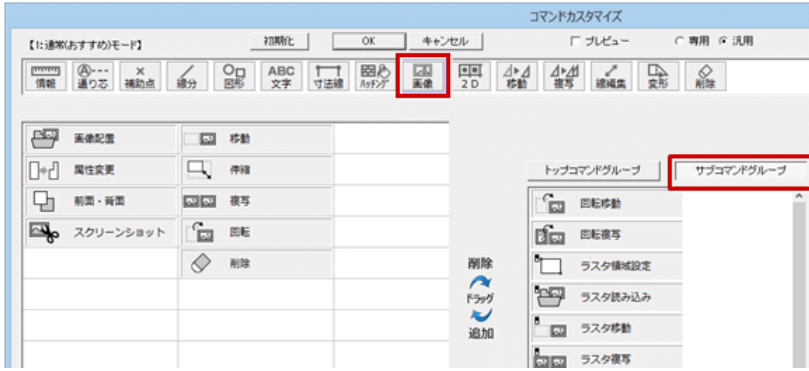 コマンドカスタマイズ
【1:通常(おすすめ)モード】 初期化 OK キャンセル プレビュー 専用 汎用
情報 通り芯 補助点 線分 図形 ABC 文字 寸法線 ハッチング 画像 2D 移動 複写 線編集 変形 削除
画像配置 移動
トップコマンドグループ サブコマンドグループ
属性変更 伸縮
前面・背面 複写
回転移動
スクリーンショット 回転
回転複写
削除
削除
ラスタ領域設定
ドラッグ
ラスタ読み込み
追加
ラスタ移動
ラスタ複写